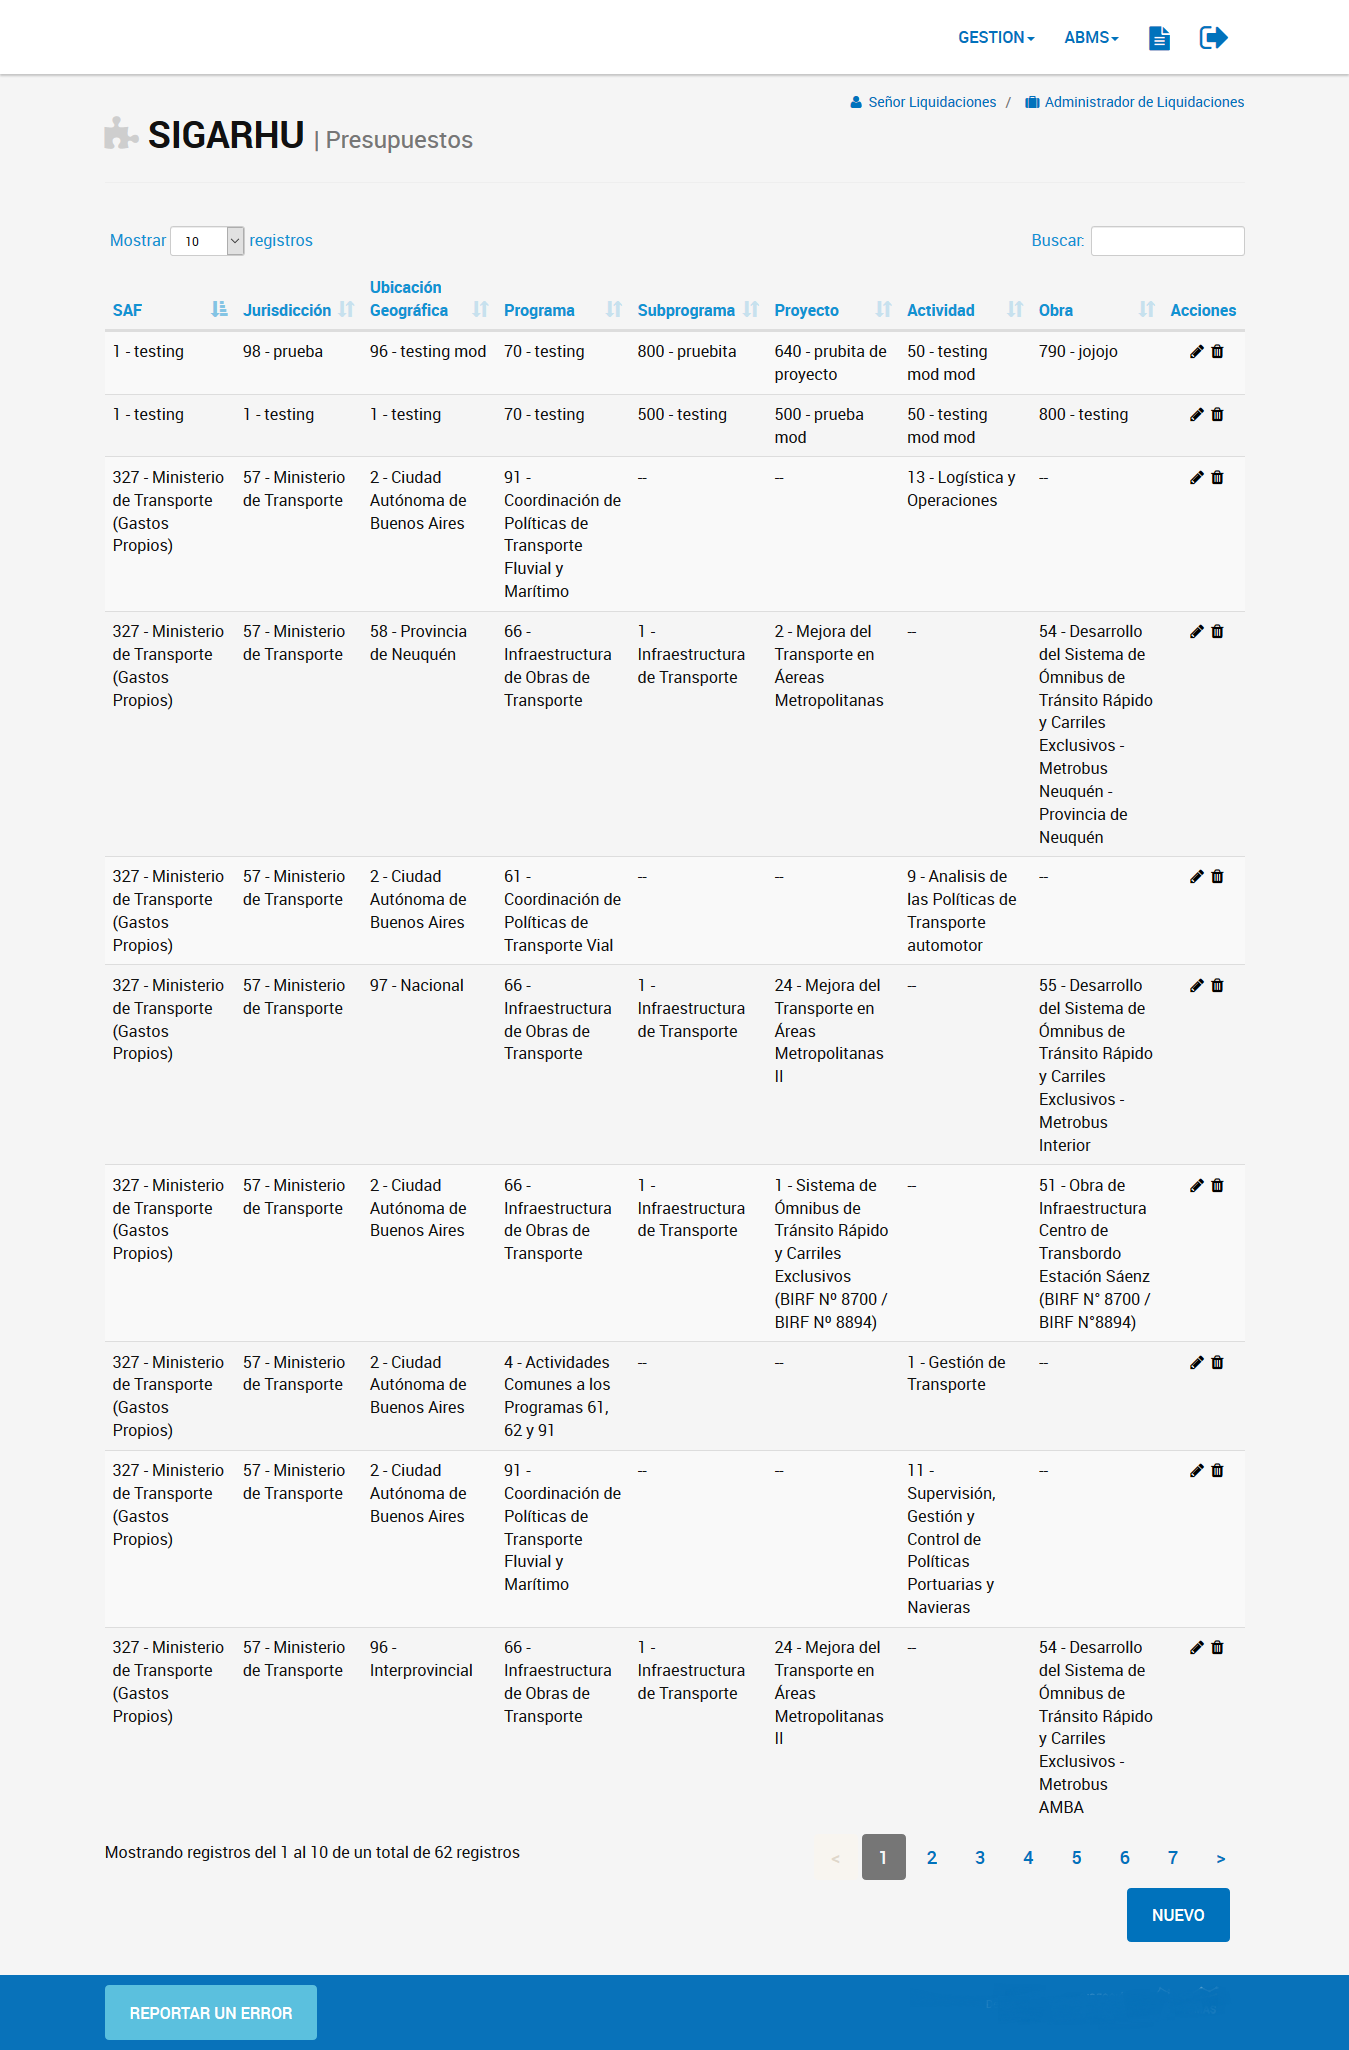 GESTION ABMS
Señor Liquidaciones / Administrador de Liquidaciones
SIGARHU | Presupuestos
Mostrar 10 registros Buscar:
SAF Jurisdicción Ubicación Geográfica Programa Subprograma Proyecto Actividad Obra Acciones
1 - testing 98 - prueba 96 - testing mod 70 - testing 800 - pruebita 640 - prubita de proyecto 50 - testing mod mod 790 - jojojo
1 - testing 1 - testing 1 - testing 70 - testing 500 - testing 500 - prueba mod 50 - testing mod mod 800 - testing
327 - Ministerio de Transporte (Gastos Propios) 57 - Ministerio de Transporte 2 - Ciudad Autónoma de Buenos Aires 91 - Coordinación de Políticas de Transporte Fluvial y Marítimo -- -- 13 - Logística y Operaciones --
327 - Ministerio de Transporte (Gastos Propios) 57 - Ministerio de Transporte 58 - Provincia de Neuquén 66 - Infraestructura de Obras de Transporte 1 - Infraestructura de Transporte 2 - Mejora del Transporte en Áereas Metropolitanas -- 54 - Desarrollo del Sistema de Ómnibus de Tránsito Rápido y Carriles Exclusivos - Metrobus Neuquén - Provincia de Neuquén
327 - Ministerio de Transporte (Gastos Propios) 57 - Ministerio de Transporte 2 - Ciudad Autónoma de Buenos Aires 61 - Coordinación de Políticas de Transporte Vial -- -- 9 - Analisis de las Políticas de Transporte automotor --
327 - Ministerio de Transporte (Gastos Propios) 57 - Ministerio de Transporte 97 - Nacional 66 - Infraestructura de Obras de Transporte 1 - Infraestructura de Transporte 24 - Mejora del Transporte en Áreas Metropolitanas II -- 55 - Desarrollo del Sistema de Ómnibus de Tránsito Rápido y Carriles Exclusivos - Metrobus Interior
327 - Ministerio de Transporte (Gastos Propios) 57 - Ministerio de Transporte 2 - Ciudad Autónoma de Buenos Aires 66 - Infraestructura de Obras de Transporte 1 - Infraestructura de Transporte 1 - Sistema de Ómnibus de Tránsito Rápido y Carriles Exclusivos (BIRF Nº 8700 / BIRF Nº 8894) -- 51 - Obra de Infraestructura Centro de Transbordo Estación Sáenz (BIRF N° 8700 / BIRF N°8894)
327 - Ministerio de Transporte (Gastos Propios) 57 - Ministerio de Transporte 2 - Ciudad Autónoma de Buenos Aires 4 - Actividades Comunes a los Programas 61, 62 y 91 -- -- 1 - Gestión de Transporte --
327 - Ministerio de Transporte (Gastos Propios) 57 - Ministerio de Transporte 2 - Ciudad Autónoma de Buenos Aires 91 - Coordinación de Políticas de Transporte Fluvial y Marítimo -- -- 11 - Supervisión, Gestión y Control de Políticas Portuarias y Navieras --
327 - Ministerio de Transporte (Gastos Propios) 57 - Ministerio de Transporte 96 - Interprovincial 66 - Infraestructura de Obras de Transporte 1 - Infraestructura de Transporte 24 - Mejora del Transporte en Áreas Metropolitanas II -- 54 - Desarrollo del Sistema de Ómnibus de Tránsito Rápido y Carriles Exclusivos - Metrobus AMBA
Mostrando registros del 1 al 10 de un total de 62 registros < 1 2 3 4 5 6 7 >
NUEVO
REPORTAR UN ERROR